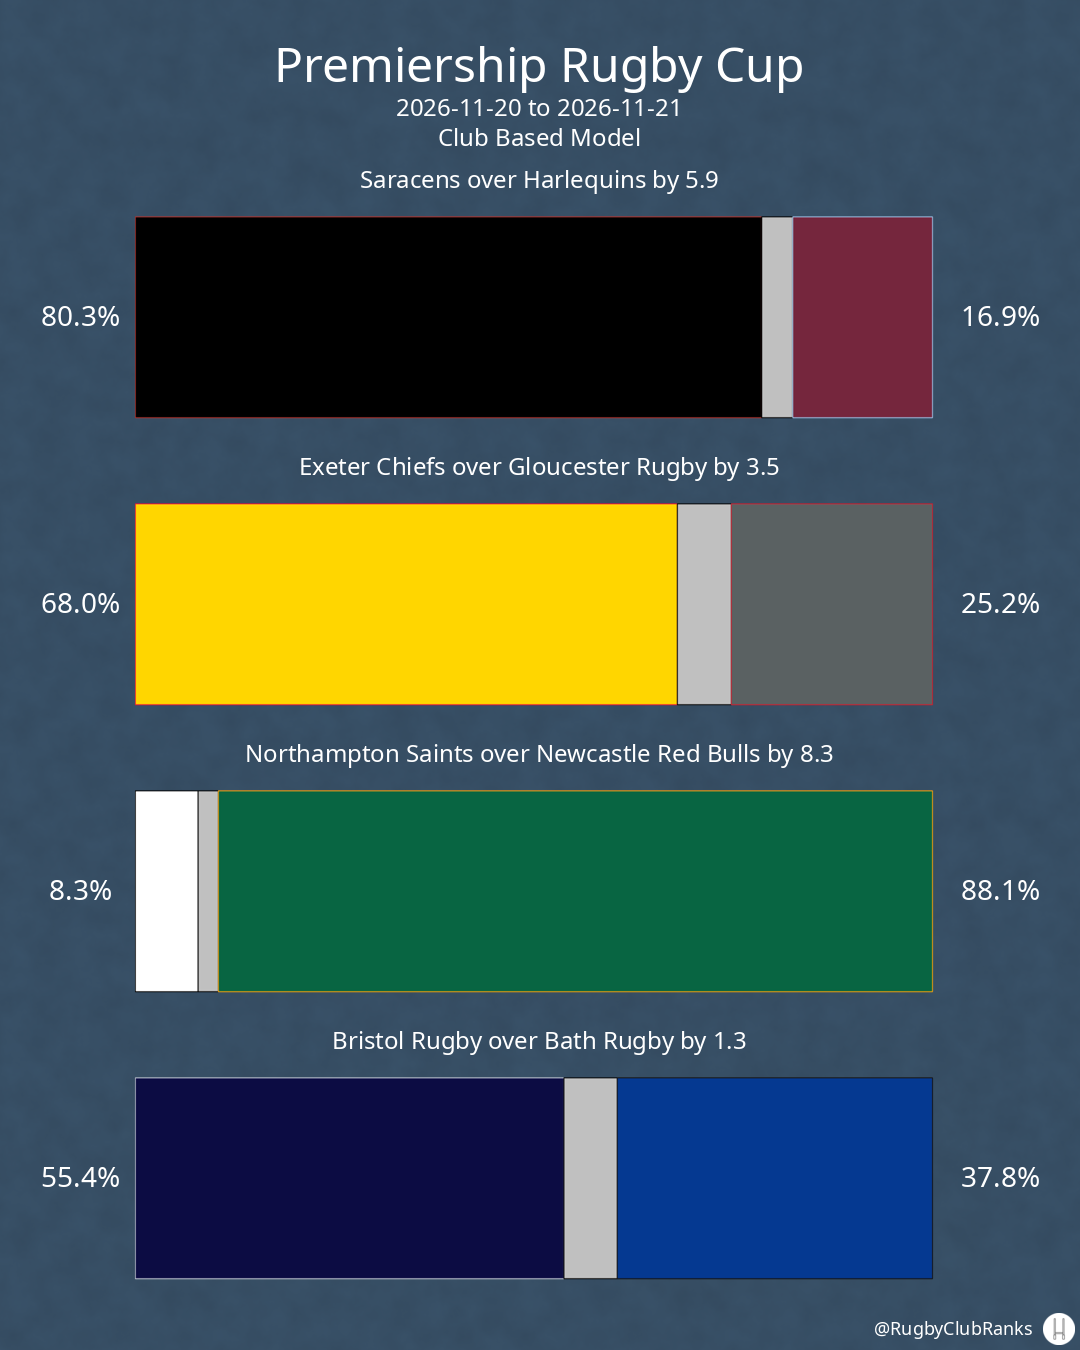 Premiership Rugby Cup
2026-11-20 to 2026-11-21
Club Based Model
Saracens over Harlequins by 5.9
80.3%
16.9%
Exeter Chiefs over Gloucester Rugby by 3.5
68.0%
25.2%
Northampton Saints over Newcastle Red Bulls by 8.3
8.3%
88.1%
Bristol Rugby over Bath Rugby by 1.3
55.4%
37.8%
@RugbyClubRanks